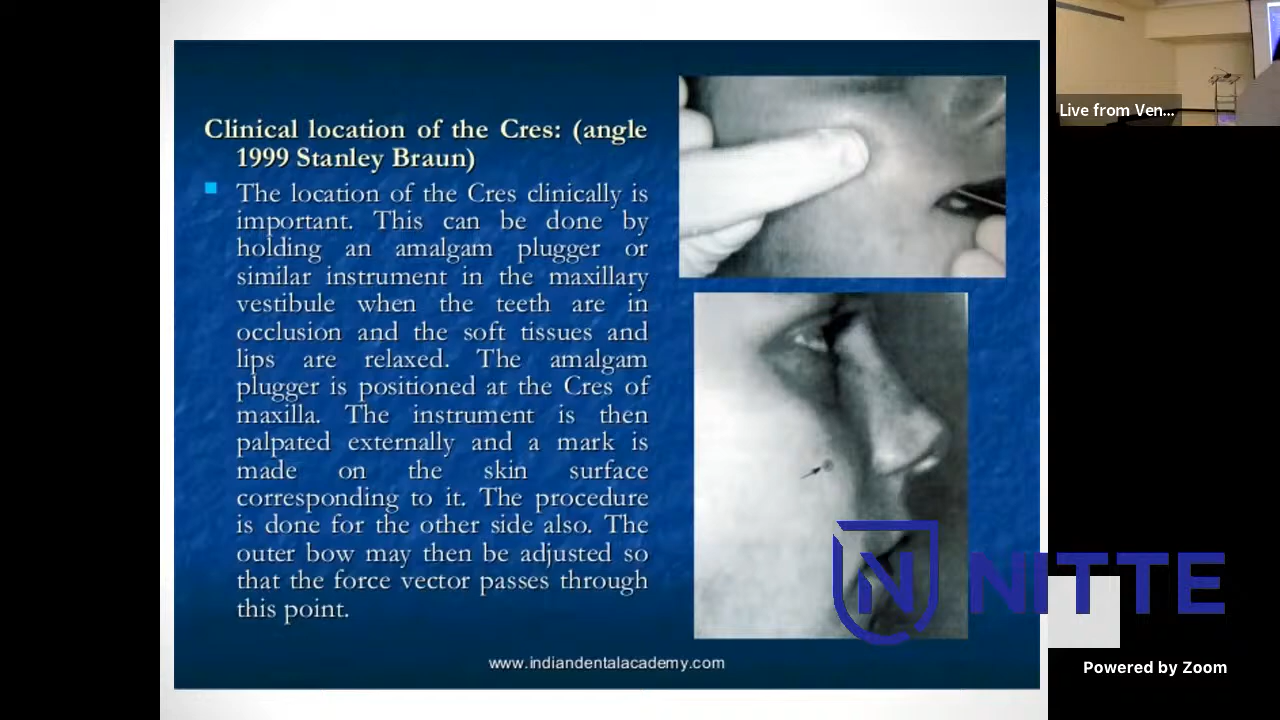 Clinical location of the Cres: (angle
1999 Stanley Braun)
The location of the Cres clinically is
important. This can be done by
holding an amalgam plugger or
similar instrument in the maxillary
vestibule when the teeth are in
occlusion and the soft tissues and
lips are relaxed. The amalgam
plugger is positioned at the Cres of
maxilla. The instrument is then
palpated externally and a mark is
made on the skin surface
corresponding to it. The procedure
is done for the other side also. The
outer bow may then be adjusted so
that the force vector passes through
this point.
www.indiandentalacademy.com
Live from Ven...
N NITTE
Powered by Zoom